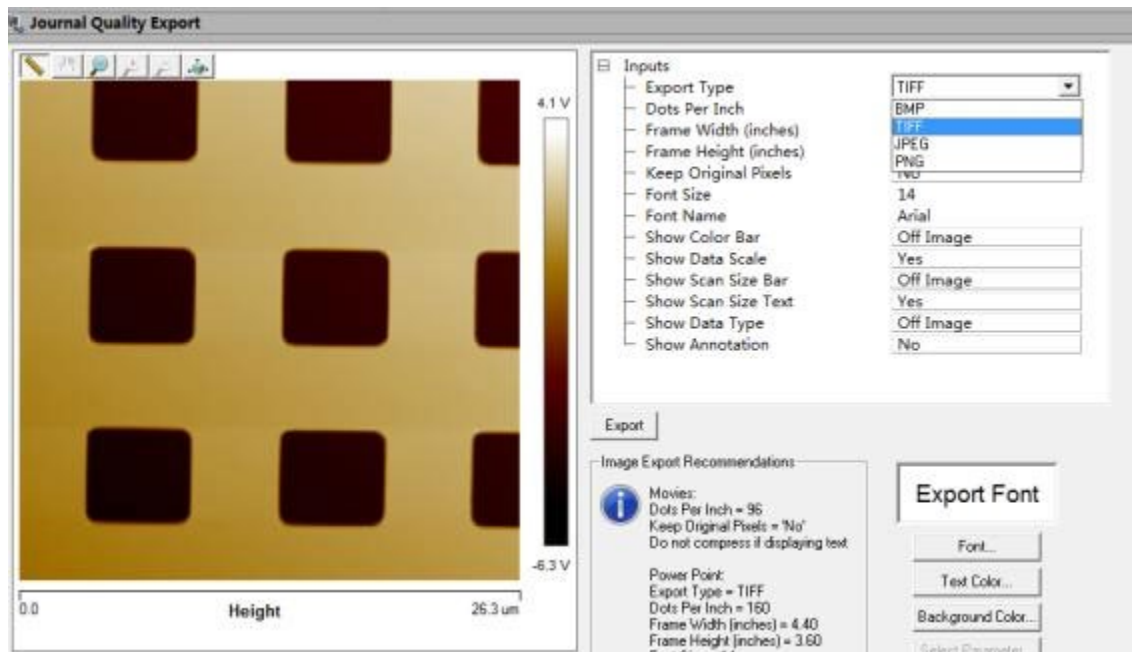 Journal Quality Export
4.1 V
-6.3 V
0.0 Height 26.3 um
Inputs
Export Type TIFF
Dots Per Inch BMP
TIFF
Frame Width (inches)
JPEG
Frame Height (inches)
PNG
Keep Original Pixels No
Font Size 14
Font Name Arial
Show Color Bar Off Image
Show Data Scale Yes
Show Scan Size Bar Off Image
Show Scan Size Text Yes
Show Data Type Off Image
Show Annotation No
Export
Image Export Recommendations
Movies:
Dots Per Inch = 96
Keep Original Pixels = 'No'
Do not compress if displaying text
Power Point:
Export Type = TIFF
Dots Per Inch = 160
Frame Width (inches) = 4.40
Frame Height (inches) = 3.60
Export Font
Font...
Text Color...
Background Color...
Select Parameter...